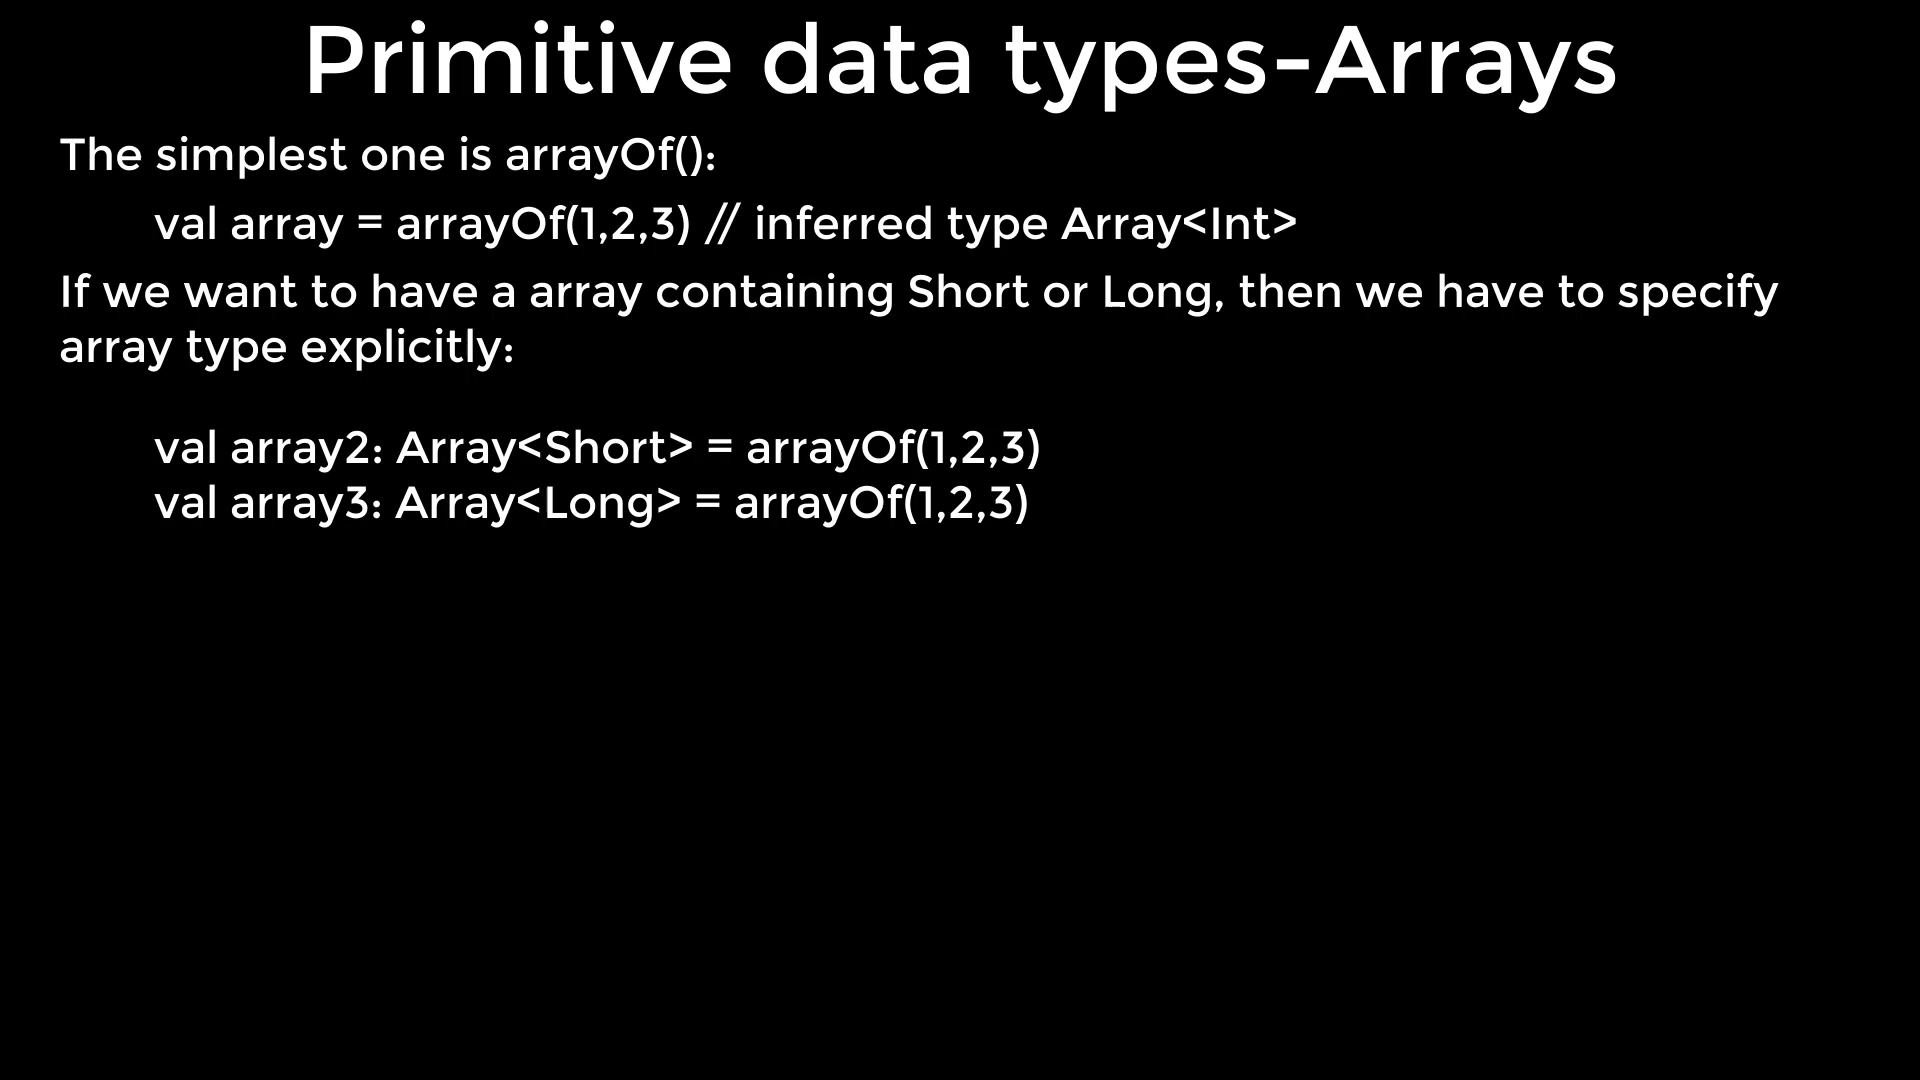 Primitive data types-Arrays
The simplest one is arrayOf():
val array = arrayOf(1,2,3) // inferred type Array<Int>
If we want to have a array containing Short or Long, then we have to specify
array type explicitly:
val array2: Array<Short> = arrayOf(1,2,3)
val array3: Array<Long> = arrayOf(1,2,3)